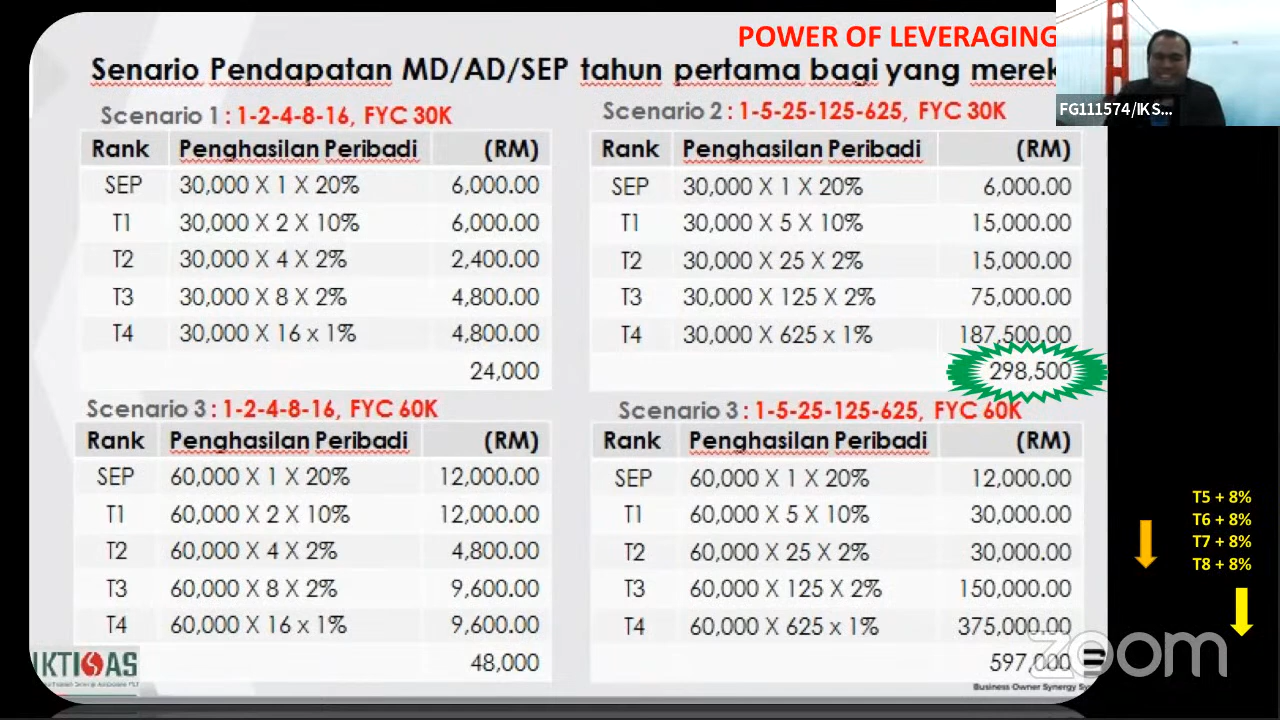 POWER OF LEVERAGING
Senario Pendapatan MD/AD/SEP tahun pertama bagi yang merek
FG111574/IKS...
Scenario 1 : 1-2-4-8-16, FYC 30K
Rank Penghasilan Peribadi (RM)
SEP 30,000 X 1 X 20% 6,000.00
T1 30,000 X 2 X 10% 6,000.00
T2 30,000 X 4 X 2% 2,400.00
T3 30,000 X 8 X 2% 4,800.00
T4 30,000 X 16 x 1% 4,800.00
24,000
Scenario 2 : 1-5-25-125-625, FYC 30K
Rank Penghasilan Peribadi (RM)
SEP 30,000 X 1 X 20% 6,000.00
T1 30,000 X 5 X 10% 15,000.00
T2 30,000 X 25 X 2% 15,000.00
T3 30,000 X 125 X 2% 75,000.00
T4 30,000 X 625 x 1% 187,500.00
298,500
Scenario 3 : 1-2-4-8-16, FYC 60K
Rank Penghasilan Peribadi (RM)
SEP 60,000 X 1 X 20% 12,000.00
T1 60,000 X 2 X 10% 12,000.00
T2 60,000 X 4 X 2% 4,800.00
T3 60,000 X 8 X 2% 9,600.00
T4 60,000 X 16 x 1% 9,600.00
48,000
Scenario 3 : 1-5-25-125-625, FYC 60K
Rank Penghasilan Peribadi (RM)
SEP 60,000 X 1 X 20% 12,000.00
T1 60,000 X 5 X 10% 30,000.00
T2 60,000 X 25 X 2% 30,000.00
T3 60,000 X 125 X 2% 150,000.00
T4 60,000 X 625 x 1% 375,000.00
597,000
T5 + 8%
T6 + 8%
T7 + 8%
T8 + 8%
IKTIAS
Business Owner Synergy Sy
zoom